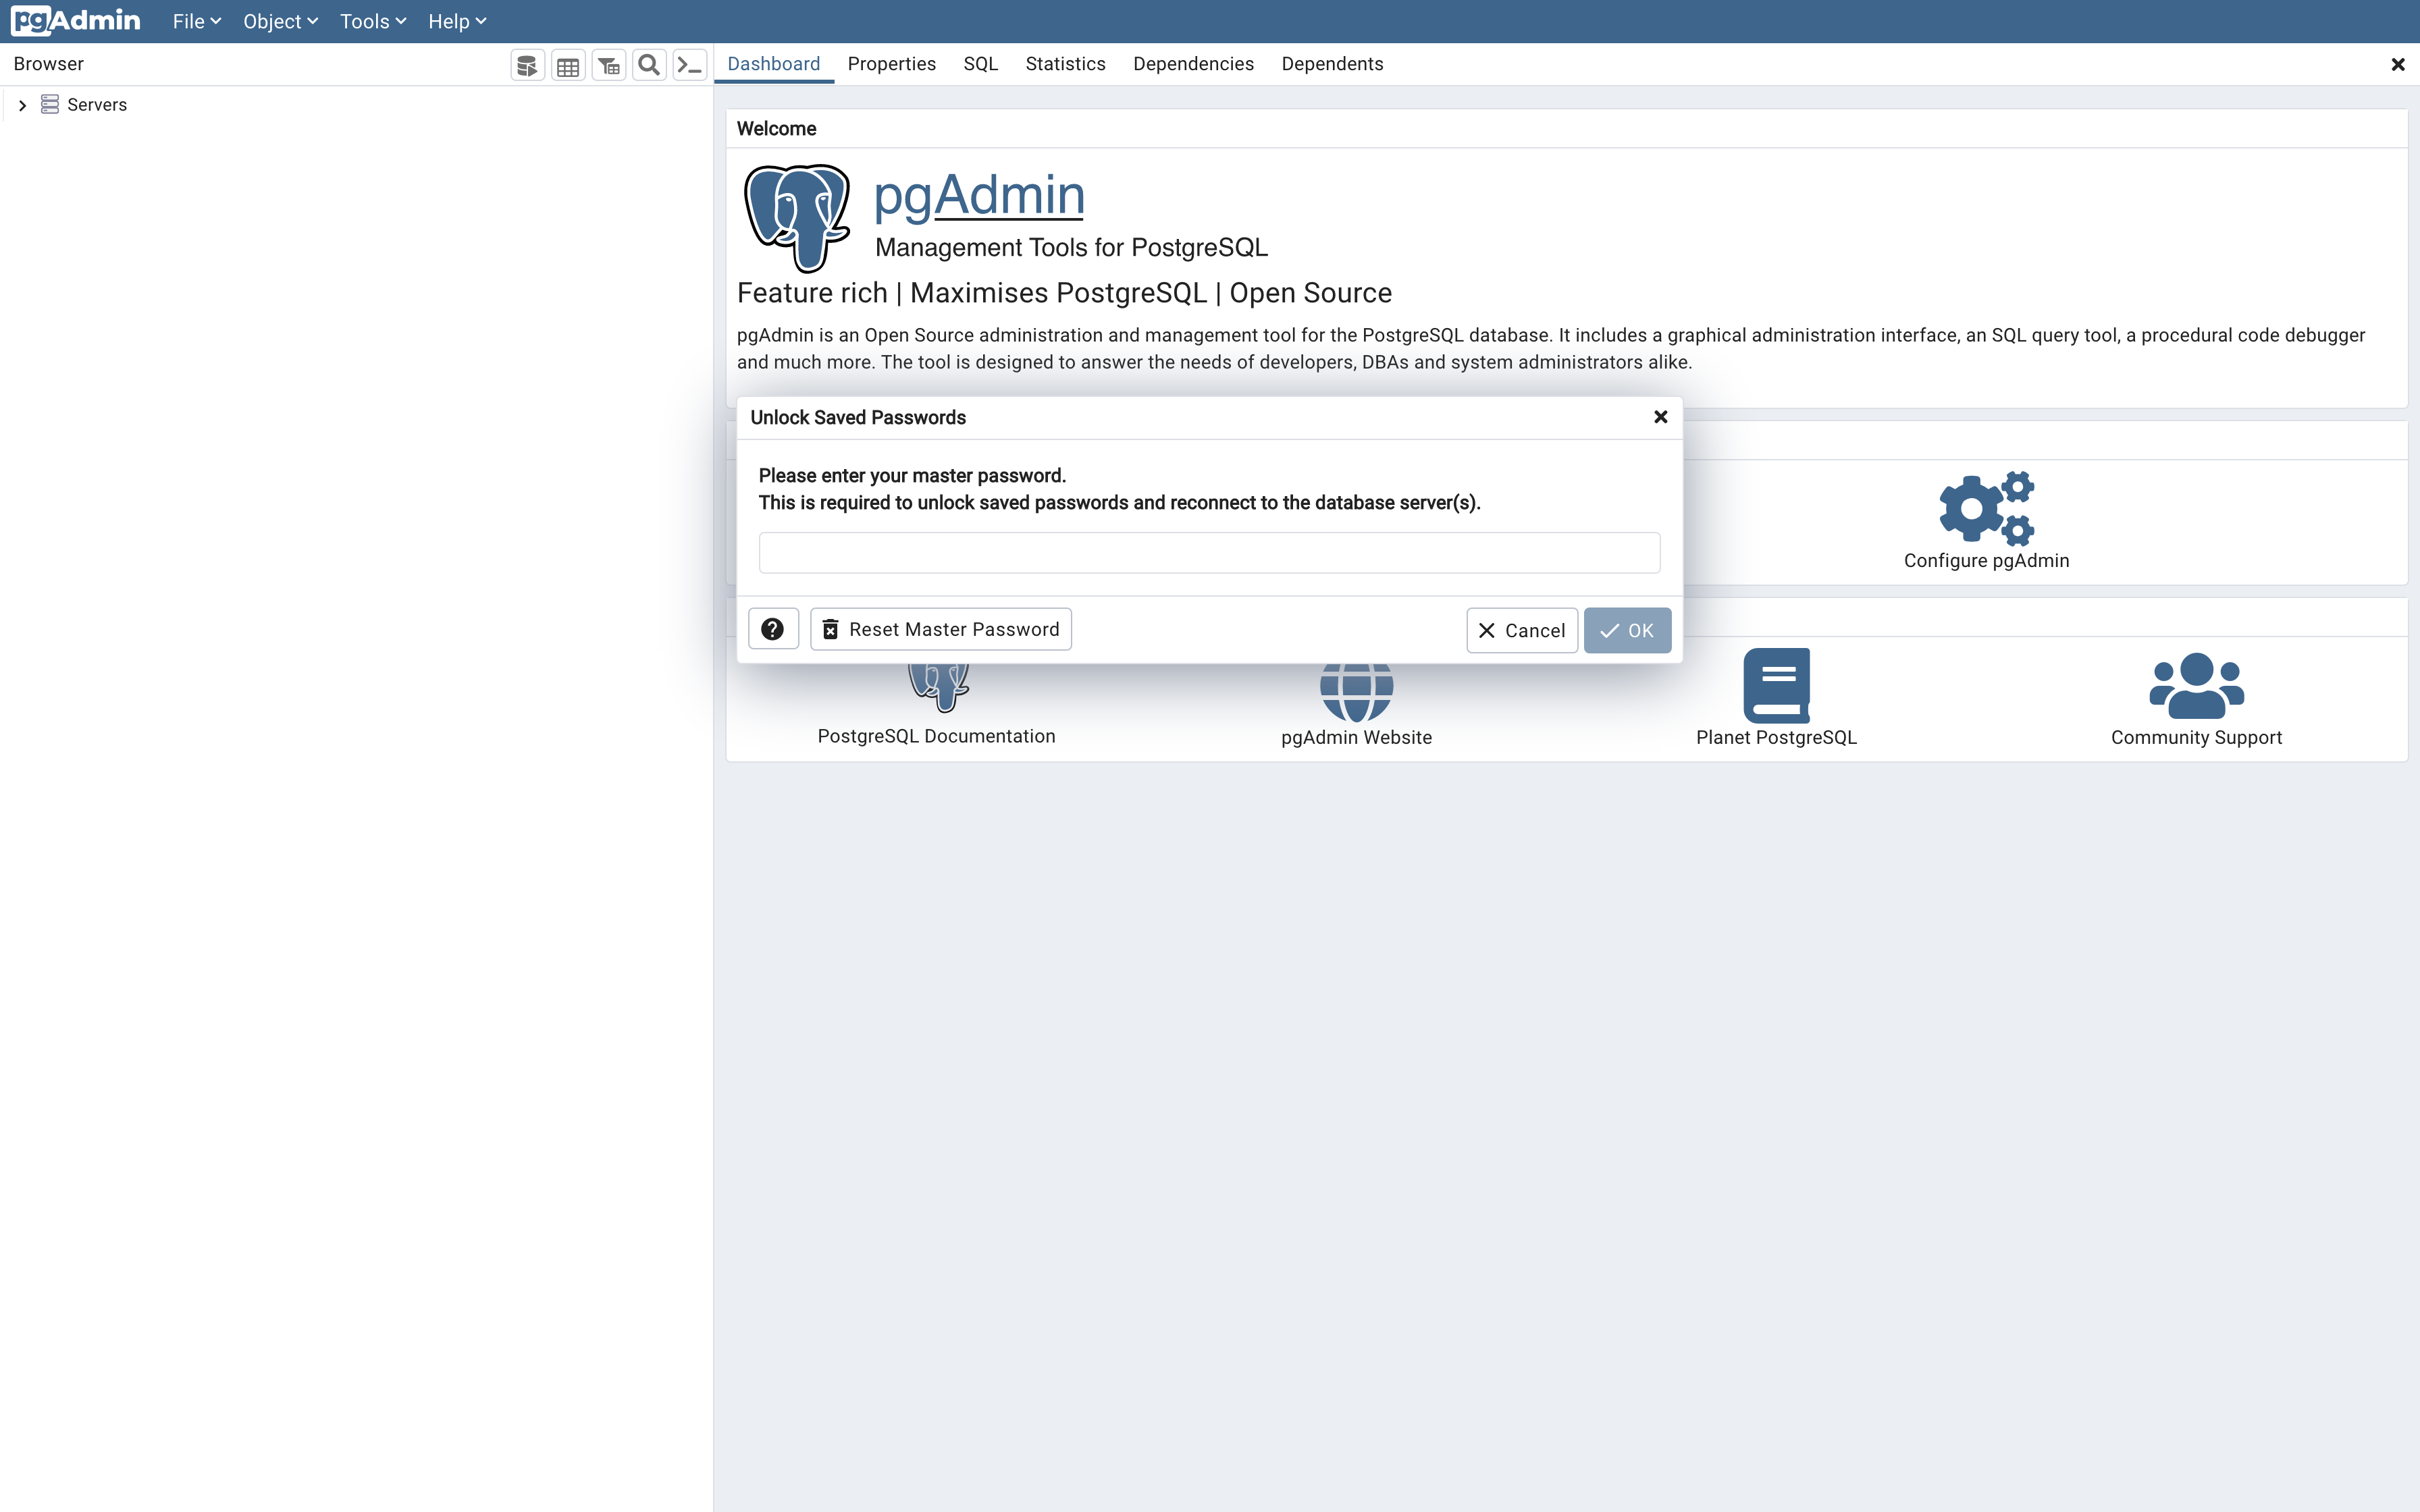 pgAdmin File Object Tools Help
Browser
Dashboard Properties SQL Statistics Dependencies Dependents
Servers
Welcome
pgAdmin
Management Tools for PostgreSQL
Feature rich | Maximises PostgreSQL | Open Source
pgAdmin is an Open Source administration and management tool for the PostgreSQL database. It includes a graphical administration interface, an SQL query tool, a procedural code debugger
and much more. The tool is designed to answer the needs of developers, DBAs and system administrators alike.
Unlock Saved Passwords
Please enter your master password.
This is required to unlock saved passwords and reconnect to the database server(s).
Configure pgAdmin
Reset Master Password
Cancel
OK
PostgreSQL Documentation
pgAdmin Website
Planet PostgreSQL
Community Support